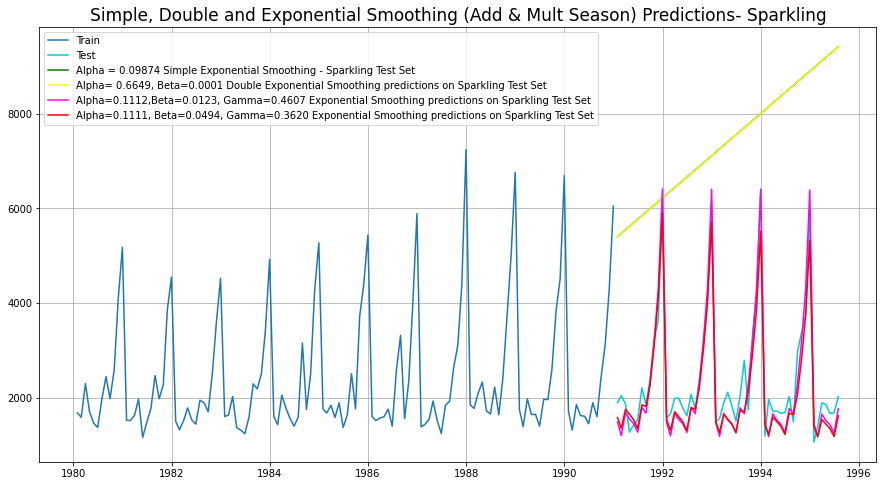 Simple, Double and Exponential Smoothing (Add & Mult Season) Predictions- Sparkling
Train
Test
Alpha = 0.09874 Simple Exponential Smoothing - Sparkling Test Set
Alpha= 0.6649, Beta=0.0001 Double Exponential Smoothing predictions on Sparkling Test Set
Alpha=0.1112,Beta=0.0123, Gamma=0.4607 Exponential Smoothing predictions on Sparkling Test Set
Alpha=0.1111, Beta=0.0494, Gamma=0.3620 Exponential Smoothing predictions on Sparkling Test Set
8000
6000
4000
2000
1980 1982 1984 1986 1988 1990 1992 1994 1996